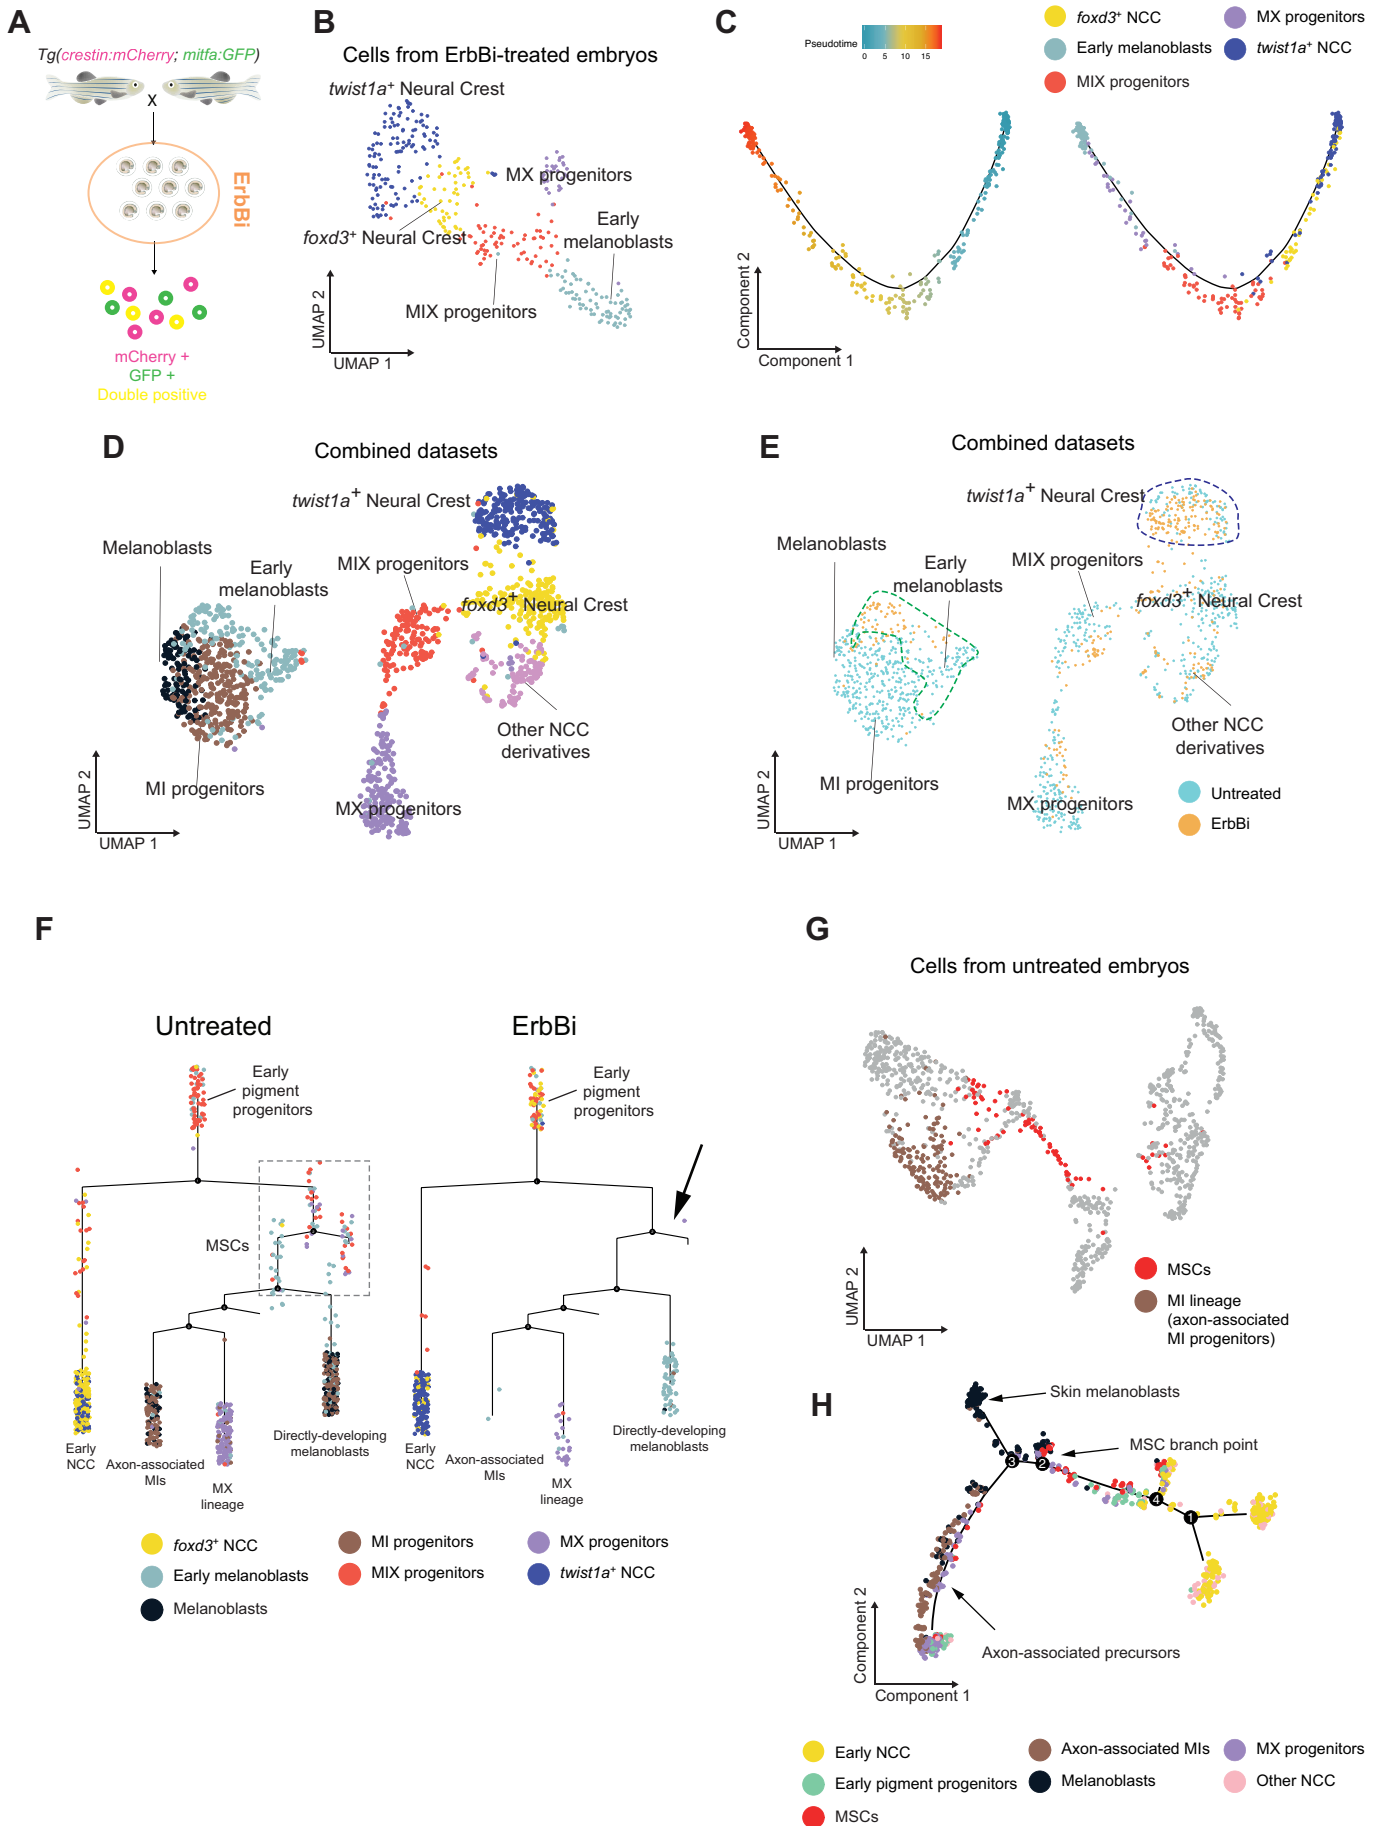 A
Tg(crestin:mCherry; mitfa:GFP)
X
ErbBi
mCherry +
GFP +
Double positive
B
Cells from ErbBi-treated embryos
twist1a+ Neural Crest
MX progenitors
Early
melanoblasts
foxd3+ Neural Crest
MIX progenitors
UMAP 2
UMAP 1
C
Pseudotime
0 5 10 15
foxd3+ NCC
MX progenitors
Early melanoblasts
twist1a+ NCC
MIX progenitors
Component 2
Component 1
D
Combined datasets
twist1a+ Neural Crest
Melanoblasts
Early
melanoblasts
MIX progenitors
foxd3+ Neural Crest
Other NCC
derivatives
MI progenitors
MX progenitors
UMAP 2
UMAP 1
E
Combined datasets
twist1a+ Neural Crest
Melanoblasts
Early
melanoblasts
MIX progenitors
foxd3+ Neural Crest
Other NCC
derivatives
MI progenitors
MX progenitors
Untreated
ErbBi
UMAP 2
UMAP 1
F
Untreated
Early
pigment
progenitors
MSCs
Early
NCC
Axon-associated
MIs
MX
lineage
Directly-developing
melanoblasts
ErbBi
Early
pigment
progenitors
Early
NCC
Axon-associated
MIs
MX
lineage
Directly-developing
melanoblasts
foxd3+ NCC
MI progenitors
MX progenitors
Early melanoblasts
MIX progenitors
twist1a+ NCC
Melanoblasts
G
Cells from untreated embryos
MSCs
MI lineage
(axon-associated
MI progenitors)
UMAP 2
UMAP 1
H
Skin melanoblasts
MSC branch point
3
2
4
1
Axon-associated precursors
Component 2
Component 1
Early NCC
Axon-associated MIs
MX progenitors
Early pigment progenitors
Melanoblasts
Other NCC
MSCs